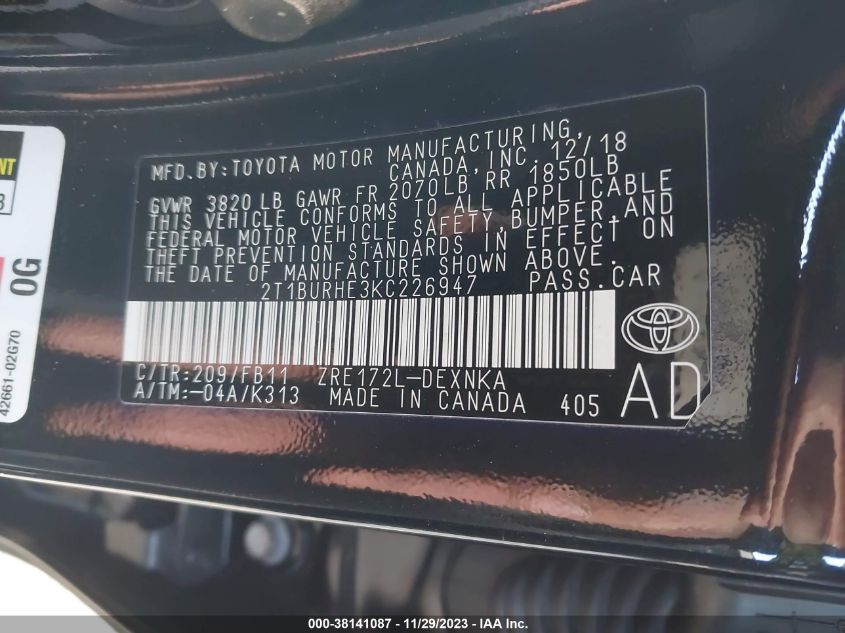 MFD.BY:TOYOTA MOTOR MANUFACTURING,
CANADA,INC. 12/18
GVWR 3820 LB GAWR FR 2070LB RR 1850LB
THIS VEHICLE CONFORMS TO ALL APPLICABLE
FEDERAL MOTOR VEHICLE SAFETY,BUMPER,AND
THEFT PREVENTION STANDARDS IN EFFECT ON
THE DATE OF MANUFACTURE SHOWN ABOVE.
2T1BURHE3KC226947 PASS.CAR
C/TR:209/FB11 ZRE172L-DEXNKA
A/TM:-04A/K313 MADE IN CANADA 405
AD
0G
42661-02G70
000-38141087 - 11/29/2023 - IAA Inc.